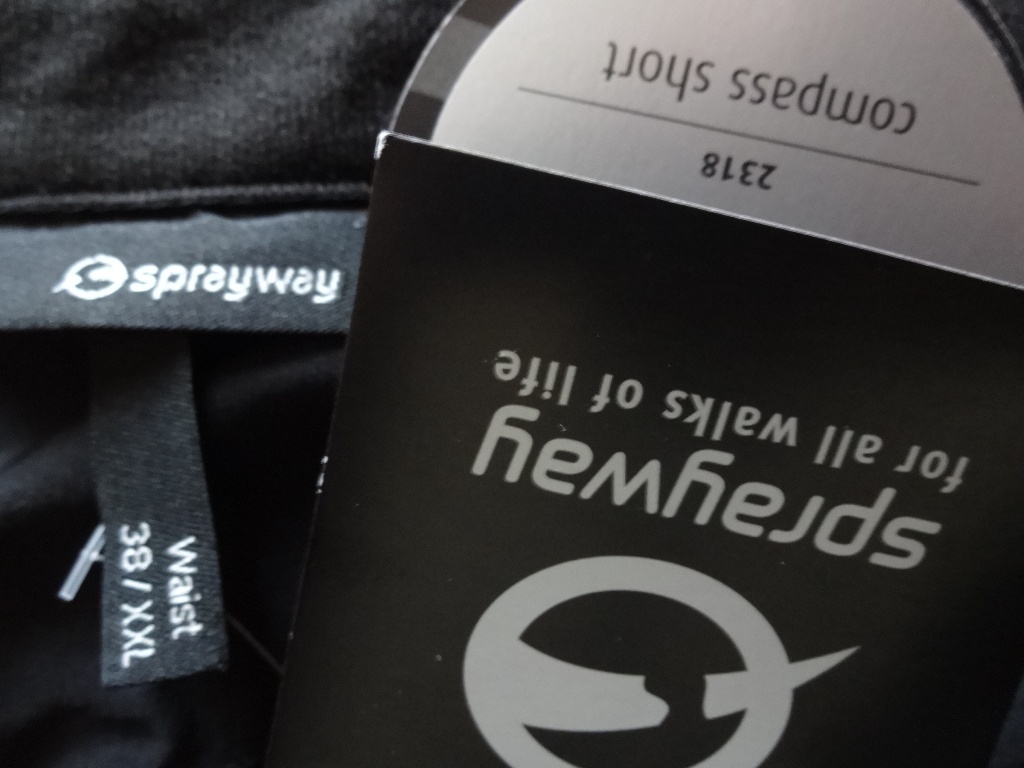 compass short
2318
sprayway
for all walks of life
sprayway
waist
38 / XXL